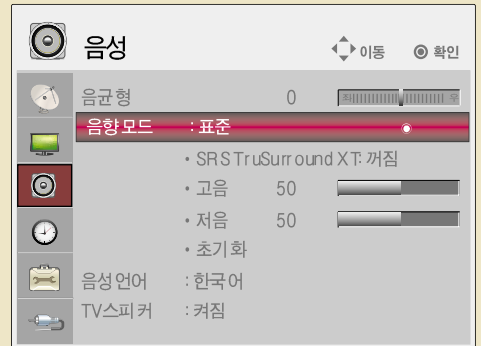 음성 이동 확인
음균형 0 좌 우
음향모드 : 표준
• SRS TruSurround XT: 꺼짐
• 고음 50
• 저음 50
• 초기화
음성언어 : 한국어
TV스피커 : 켜짐